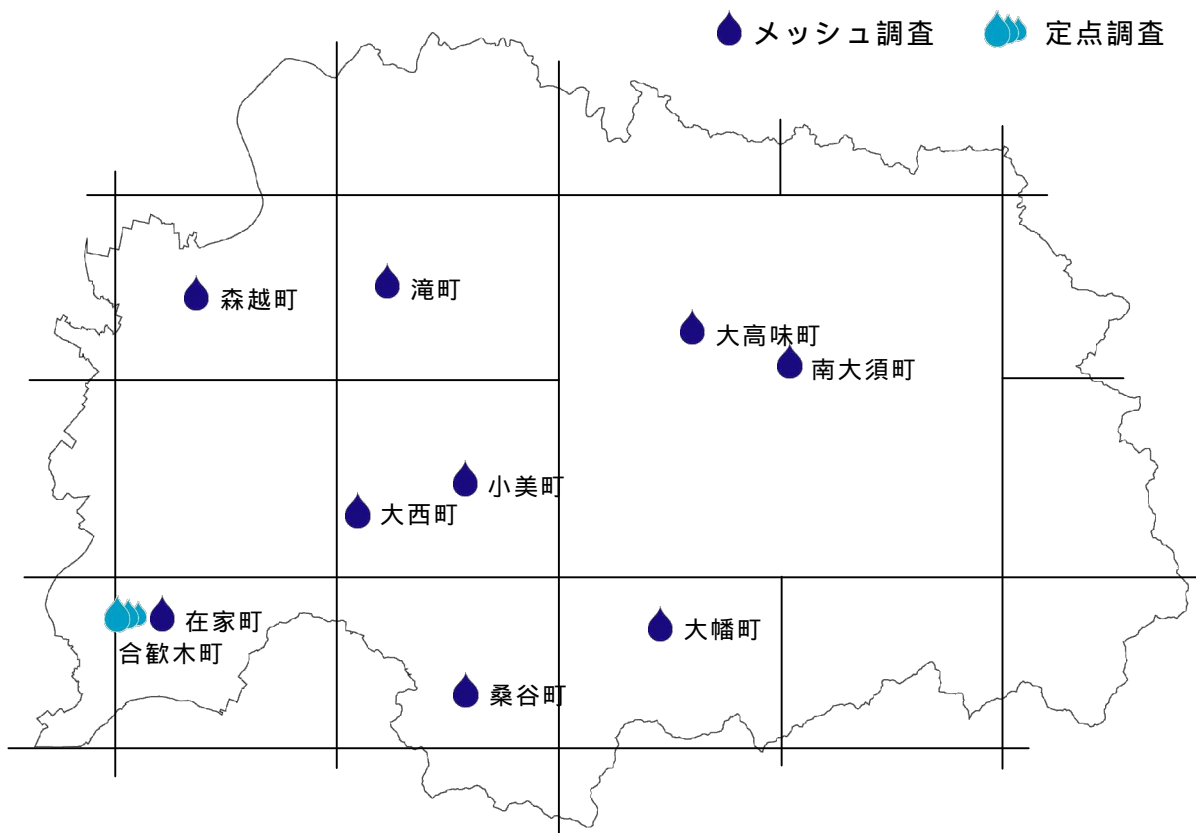 メッシュ調査
定点調査
森越町
滝町
大高味町
南大須町
小美町
大西町
在家町
合歓木町
大幡町
桑谷町